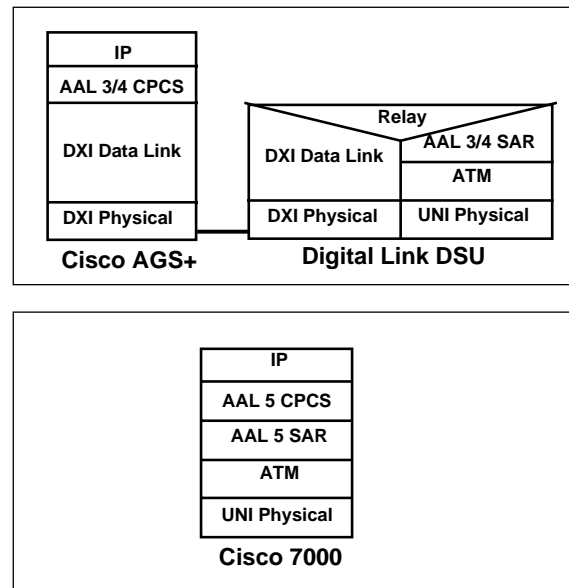 IP
AAL 3/4 CPCS
DXI Data Link
DXI Physical
Cisco AGS+
Relay
DXI Data Link
AAL 3/4 SAR
ATM
DXI Physical
UNI Physical
Digital Link DSU
IP
AAL 5 CPCS
AAL 5 SAR
ATM
UNI Physical
Cisco 7000